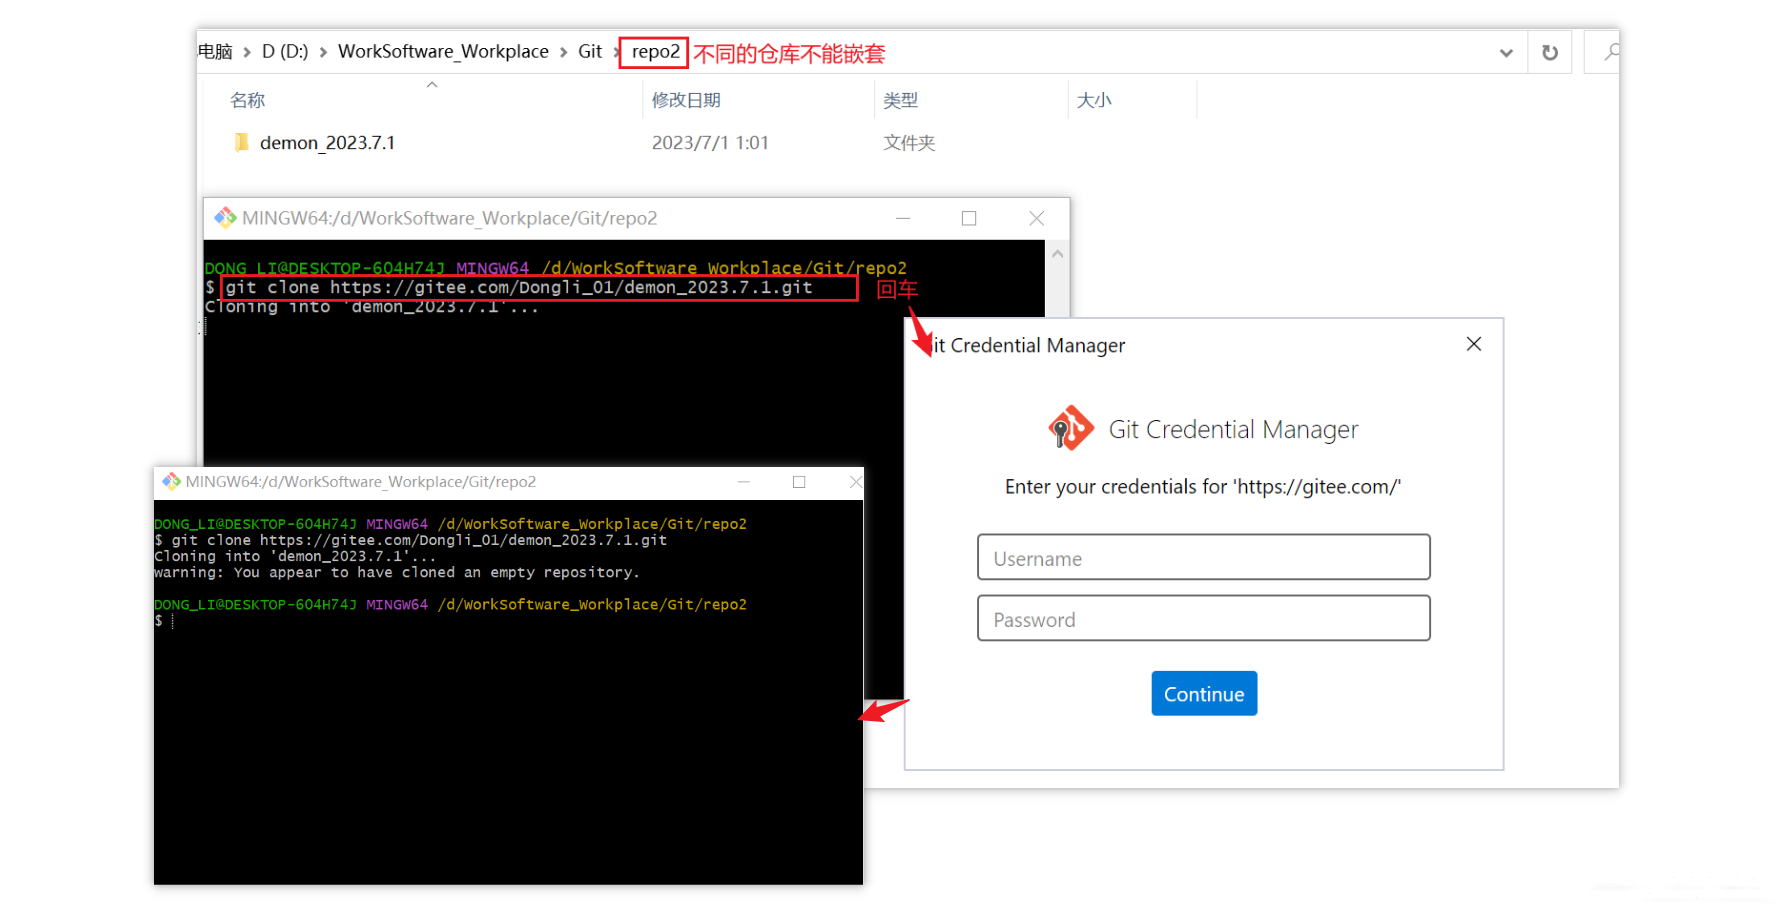 电脑 > D (D:) > WorkSoftware_Workplace > Git > repo2 不同的仓库不能嵌套
名称 修改日期 类型 大小
demon_2023.7.1 2023/7/1 1:01 文件夹
MINGW64:/d/WorkSoftware_Workplace/Git/repo2
DONG_LI@DESKTOP-604H74J MINGW64 /d/WorkSoftware_Workplace/Git/repo2
$ git clone https://gitee.com/Dongli_01/demon_2023.7.1.git 回车
Cloning into 'demon_2023.7.1'...
Git Credential Manager
Git Credential Manager
Enter your credentials for 'https://gitee.com/'
Username
Password
Continue
MINGW64:/d/WorkSoftware_Workplace/Git/repo2
DONG_LI@DESKTOP-604H74J MINGW64 /d/WorkSoftware_Workplace/Git/repo2
$ git clone https://gitee.com/Dongli_01/demon_2023.7.1.git
Cloning into 'demon_2023.7.1'...
warning: You appear to have cloned an empty repository.
DONG_LI@DESKTOP-604H74J MINGW64 /d/WorkSoftware_Workplace/Git/repo2
$